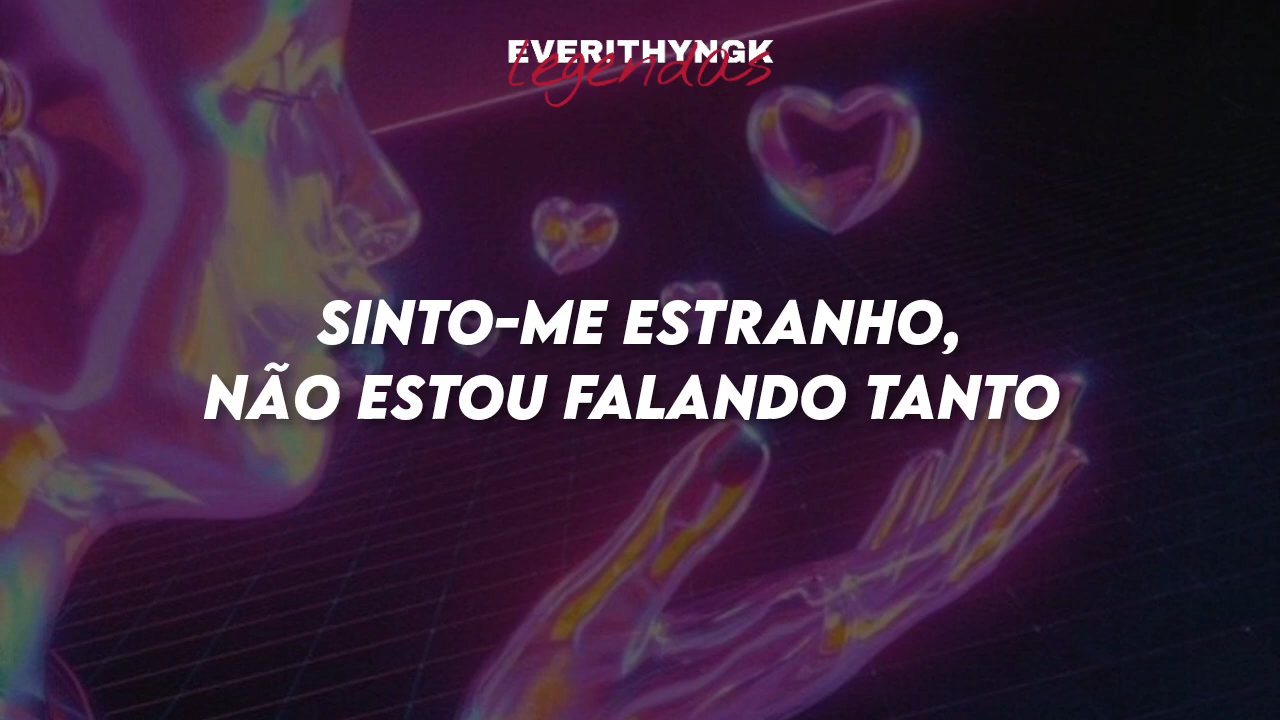 EVERITHYNGK
legendas
SINTO-ME ESTRANHO,
NÃO ESTOU FALANDO TANTO